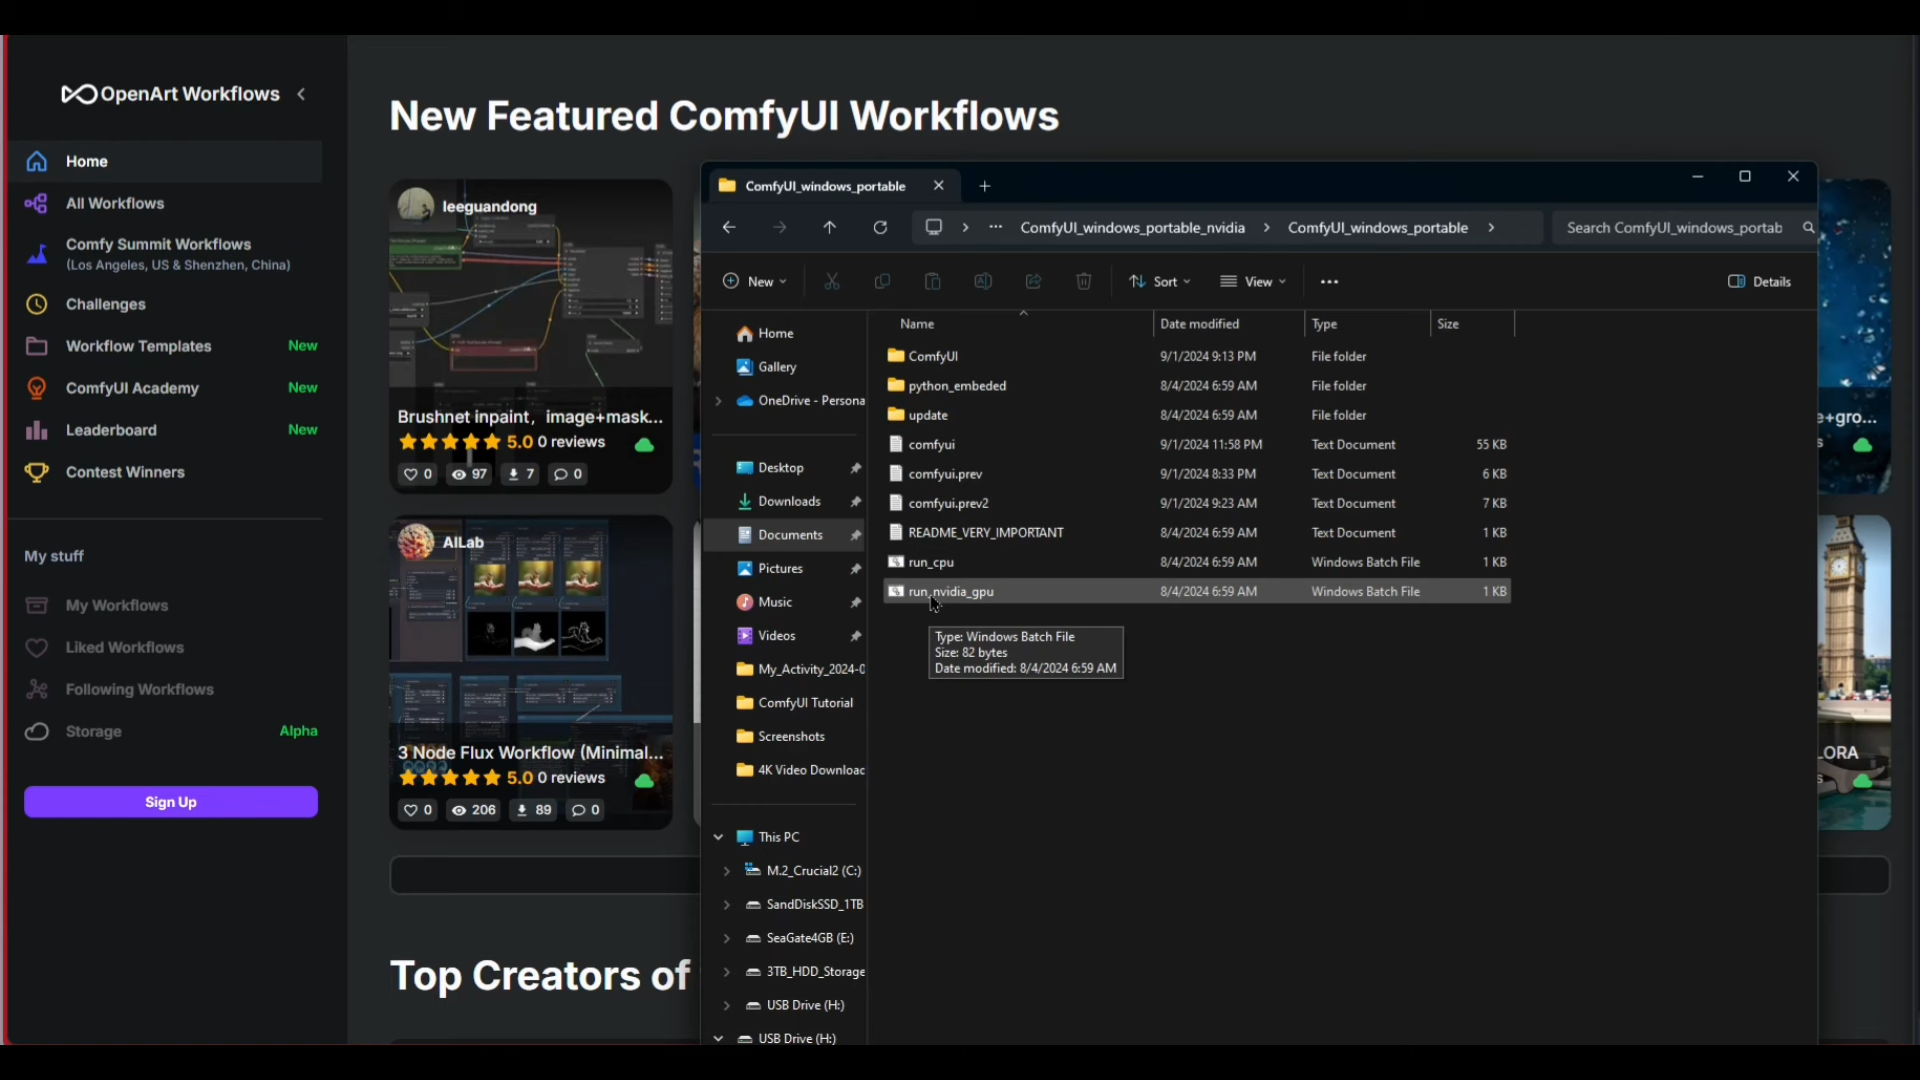 OpenArt Workflows
Home
All Workflows
Comfy Summit Workflows
(Los Angeles, US & Shenzhen, China)
Challenges
Workflow Templates New
ComfyUI Academy New
Leaderboard New
Contest Winners
My stuff
My Workflows
Liked Workflows
Following Workflows
Storage Alpha
Sign Up
New Featured ComfyUI Workflows
leeguandong
Brushnet inpaint，image+mask...
5.0 0 reviews
0 97 7 0
AILab
3 Node Flux Workflow (Minimal...
5.0 0 reviews
0 206 89 0
Top Creators of
ComfyUI_windows_portable
ComfyUI_windows_portable_nvidia ComfyUI_windows_portable
Search ComfyUI_windows_portab
New Sort View Details
Home
Gallery
OneDrive - Persona
Desktop
Downloads
Documents
Pictures
Music
Videos
My_Activity_2024-0
ComfyUI Tutorial
Screenshots
4K Video Downloac
This PC
M.2_Crucial2 (C:)
SandDiskSSD_1TB
SeaGate4GB (E:)
3TB_HDD_Storage
USB Drive (H:)
USB Drive (H:)
Name Date modified Type Size
ComfyUI 9/1/2024 9:13 PM File folder
python_embeded 8/4/2024 6:59 AM File folder
update 8/4/2024 6:59 AM File folder
comfyui 9/1/2024 11:58 PM Text Document 55 KB
comfyui.prev 9/1/2024 8:33 PM Text Document 6 KB
comfyui.prev2 9/1/2024 9:23 AM Text Document 7 KB
README_VERY_IMPORTANT 8/4/2024 6:59 AM Text Document 1 KB
run_cpu 8/4/2024 6:59 AM Windows Batch File 1 KB
run_nvidia_gpu 8/4/2024 6:59 AM Windows Batch File 1 KB
Type: Windows Batch File
Size: 82 bytes
Date modified: 8/4/2024 6:59 AM
e+gro...
LORA